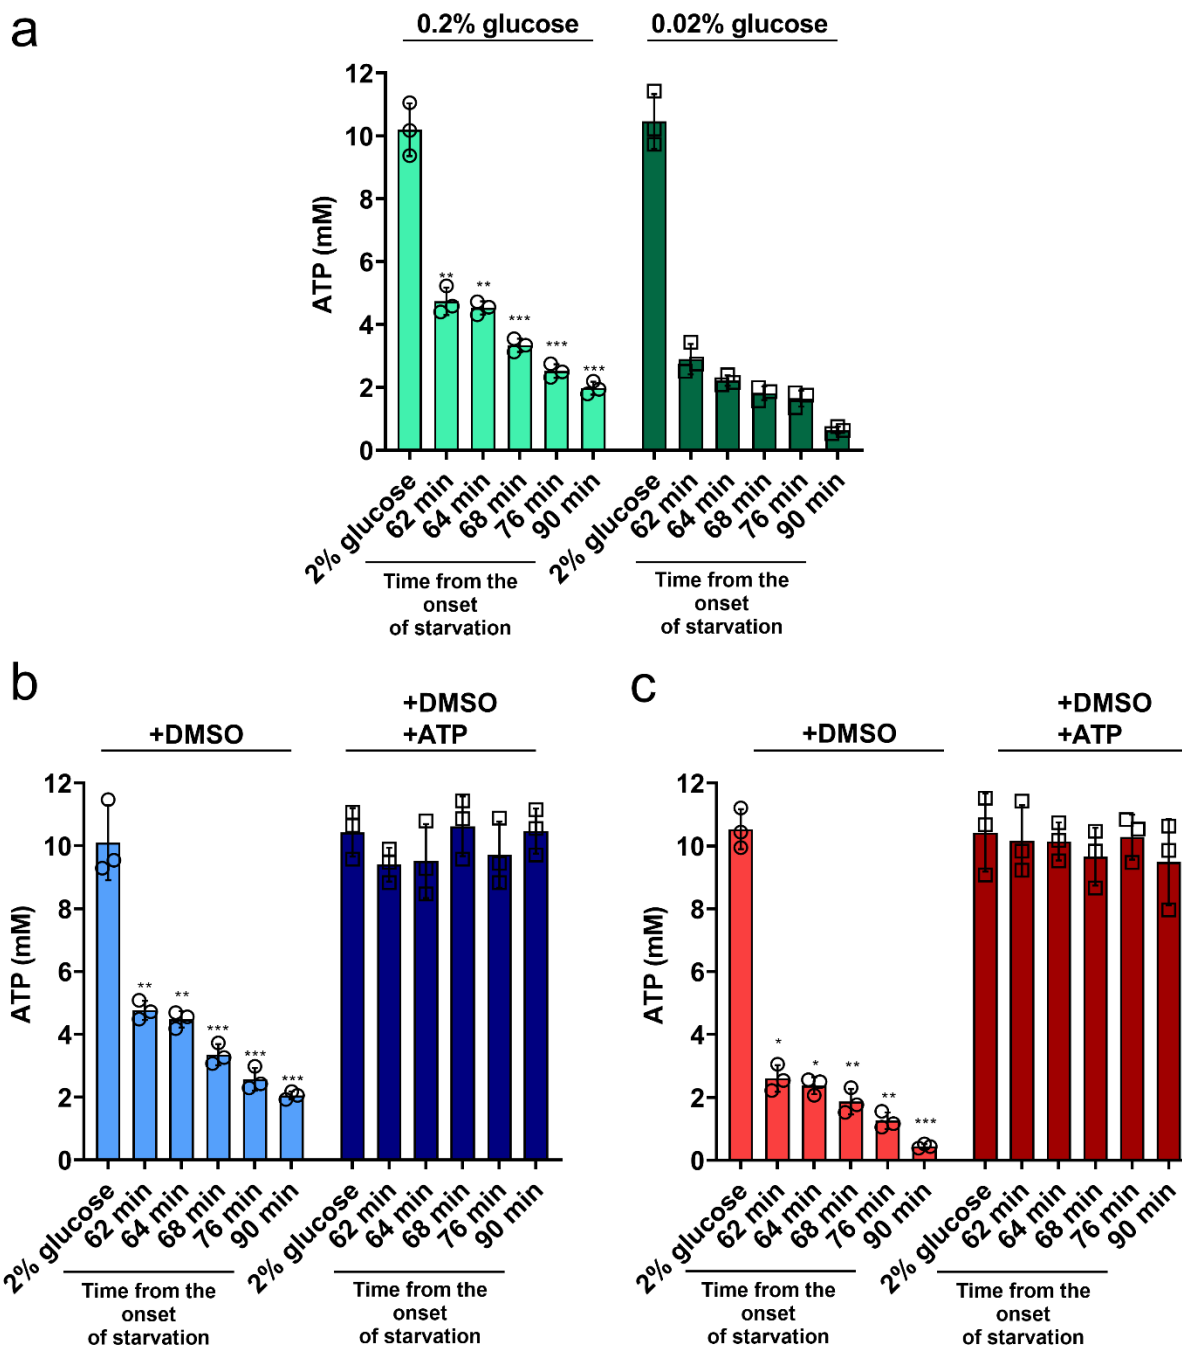 a
0.2% glucose
0.02% glucose
ATP (mM)
12
10
8
6
4
2
0
**
**
***
***
***
2% glucose
62 min
64 min
68 min
76 min
90 min
2% glucose
62 min
64 min
68 min
76 min
90 min
Time from the
onset
of starvation
Time from the
onset
of starvation
b
+DMSO
+DMSO
+ATP
ATP (mM)
12
10
8
6
4
2
0
**
**
***
***
***
2% glucose
62 min
64 min
68 min
76 min
90 min
2% glucose
62 min
64 min
68 min
76 min
90 min
Time from the
onset
of starvation
Time from the
onset
of starvation
c
+DMSO
+DMSO
+ATP
ATP (mM)
12
10
8
6
4
2
0
*
*
**
**
***
2% glucose
62 min
64 min
68 min
76 min
90 min
2% glucose
62 min
64 min
68 min
76 min
90 min
Time from the
onset
of starvation
Time from the
onset
of starvation